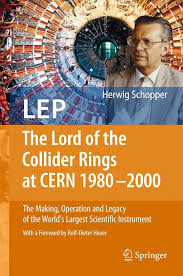 Herwig Schopper
LEP
The Lord of the
Collider Rings
at CERN 1980–2000
The Making, Operation and Legacy
of the World's Largest Scientific Instrument
With a Foreword by Rolf-Dieter Heuer
Springer